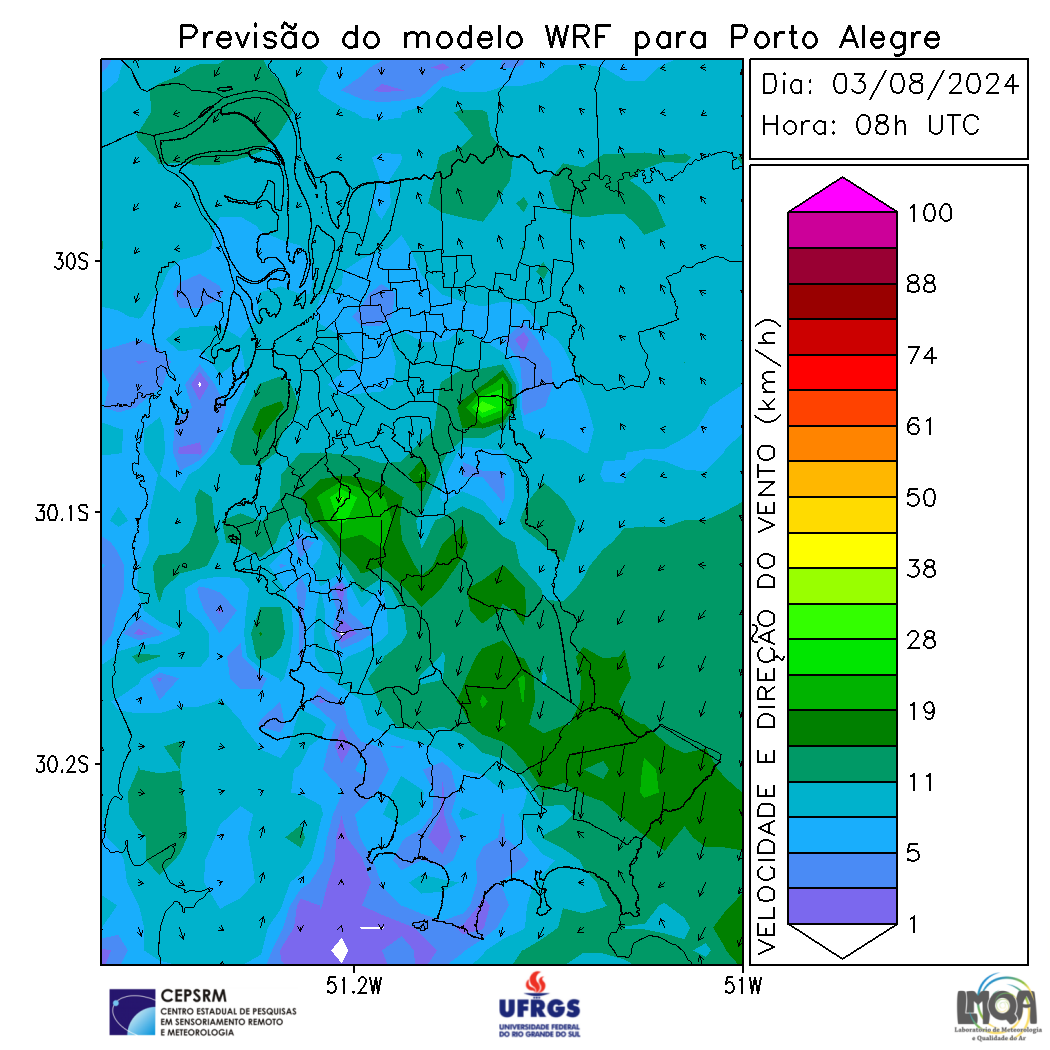 Previsão do modelo WRF para Porto Alegre
Dia: 03/08/2024
Hora: 08h UTC
30S
30.1S
30.2S
51.2W
51W
VELOCIDADE E DIREÇÃO DO VENTO (km/h)
100
88
74
61
50
38
28
19
11
5
1
CEPSRM
CENTRO ESTADUAL DE PESQUISAS
EM SENSORIAMENTO REMOTO
E METEOROLOGIA
UFRGS
UNIVERSIDADE FEDERAL
DO RIO GRANDE DO SUL
LMQA
Laboratório de Meteorologia
e Qualidade do Ar